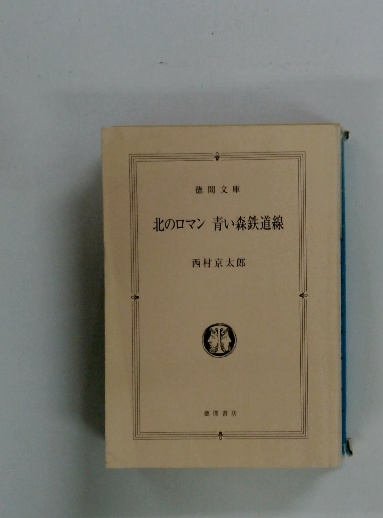 徳間文庫
北のロマン 青い森鉄道線
西村京太郎
徳間書店